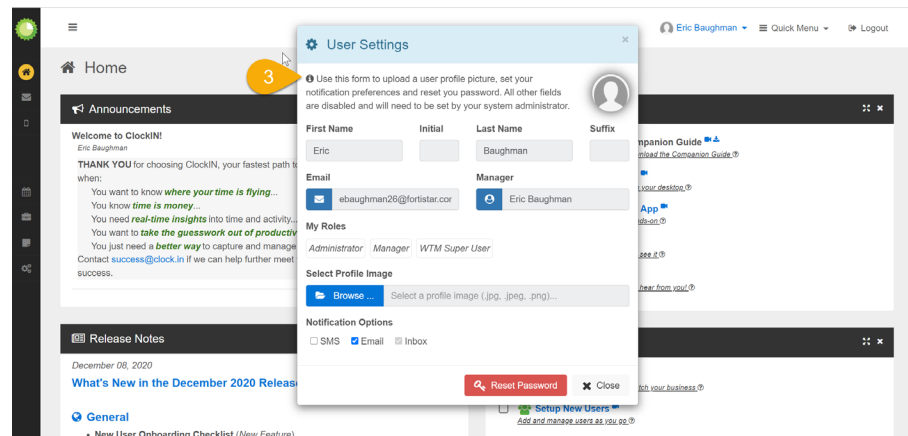 Eric Baughman
Quick Menu
Logout
Home
3
User Settings
×
Use this form to upload a user profile picture, set your
notification preferences and reset you
password. All other fields
are disabled and will need to be set by
your system administrator.
First Name Initial Last Name Suffix
Eric Baughman
Email Manager
ebaughman26@fortistar.cor Eric Baughman
My Roles
Administrator Manager WTM Super User
Select Profile Image
Browse ... Select a profile image (.jpg, .jpeg, .png)...
Notification Options
SMS Email Inbox
Reset Password Close
Announcements
Welcome to ClockIN!
Eric Baughman
THANK YOU for choosing ClockIN, your fastest path to
when:
You want to know where your time is flying...
You know time is money...
You need real-time insights into time and activity...
You want to take the guesswork out of productiv
You just need a better way to capture and manage
Contact success@clock.in if we can help further meet
success.
npanion Guide
nload the Companion Guide
your desktop
App
ds-on
see it
hear from you!
Release Notes
December 08, 2020
What's New in the December 2020 Releas
General
• New User Onboarding Checklist (New Feature)
tch your business
Setup New Users
Add and manage users as you go